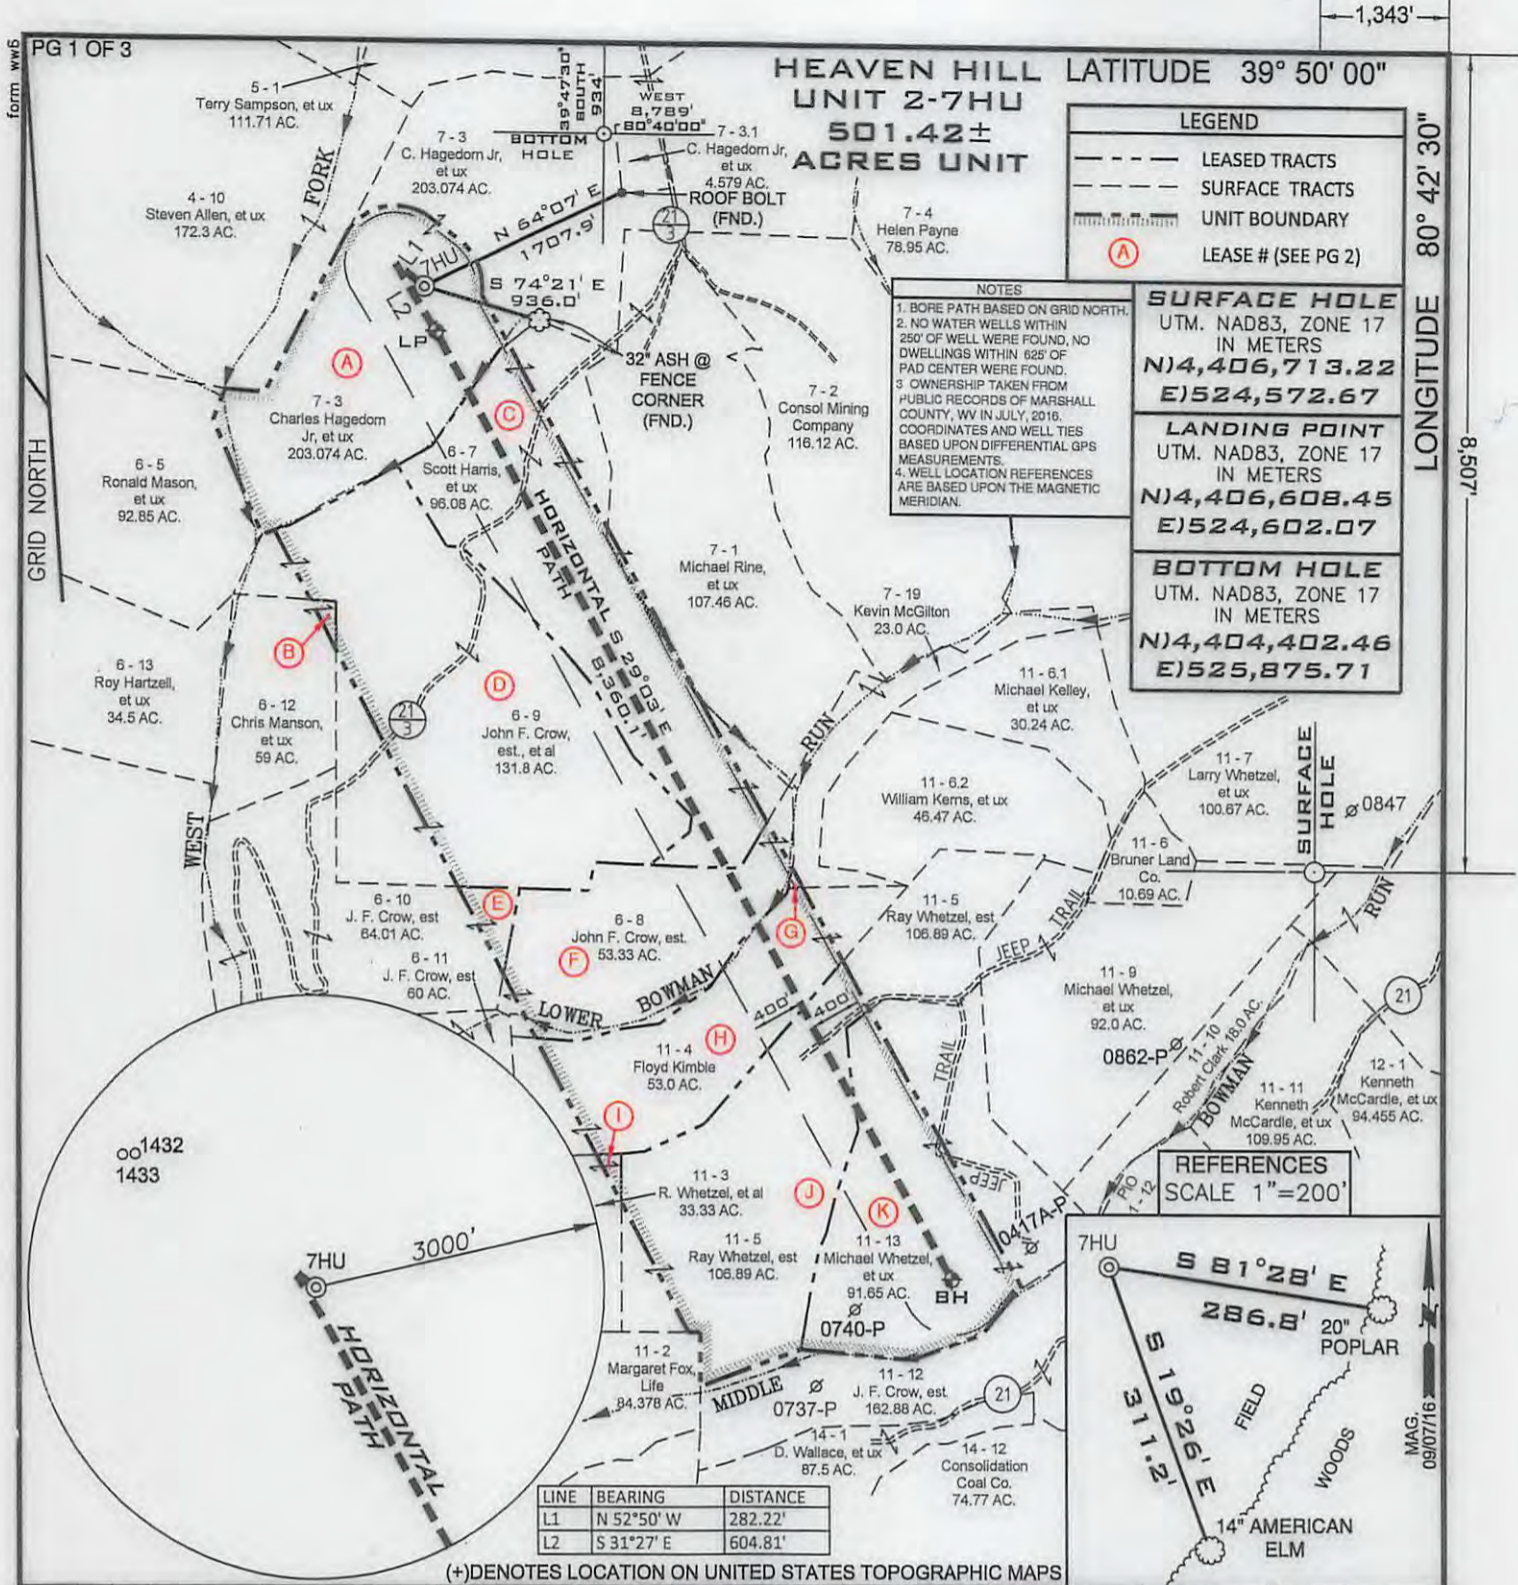 1,343'
form ww6
PG 1 OF 3
HEAVEN HILL
UNIT 2-7HU
501.42±
ACRES UNIT
LATITUDE 39° 50' 00"
LONGITUDE 80° 42' 30"
8,507'
LEGEND
LEASED TRACTS
SURFACE TRACTS
UNIT BOUNDARY
A LEASE # (SEE PG 2)
NOTES
1. BORE PATH BASED ON GRID NORTH.
2. NO WATER WELLS WITHIN
250' OF WELL WERE FOUND, NO
DWELLINGS WITHIN 625' OF
PAD CENTER WERE FOUND.
3 OWNERSHIP TAKEN FROM
PUBLIC RECORDS OF MARSHALL
COUNTY, WV IN JULY, 2016.
COORDINATES AND WELL TIES
BASED UPON DIFFERENTIAL GPS
MEASUREMENTS.
4. WELL LOCATION REFERENCES
ARE BASED UPON THE MAGNETIC
MERIDIAN.
SURFACE HOLE
UTM. NAD83, ZONE 17
IN METERS
N)4,406,713.22
E)524,572.67
LANDING POINT
UTM. NAD83, ZONE 17
IN METERS
N)4,406,608.45
E)524,602.07
BOTTOM HOLE
UTM. NAD83, ZONE 17
IN METERS
N)4,404,402.46
E)525,875.71
5 - 1
Terry Sampson, et ux
111.71 AC.
4 - 10
Steven Allen, et ux
172.3 AC.
FORK
7 - 3
C. Hagedorn Jr,
et ux
203.074 AC.
39°47'30"
SOUTH
934'
BOTTOM
HOLE
WEST
8,789'
80°40'00"
7 - 3.1
C. Hagedorn Jr,
et ux
4.579 AC.
ROOF BOLT
(FND.)
21
3
7 - 4
Helen Payne
78.95 AC.
N 64°07' E
1707.9'
L1
7HU
L2
S 74°21' E
936.0'
LP
32" ASH @
FENCE
CORNER
(FND.)
A
C
7 - 3
Charles Hagedorn
Jr, et ux
203.074 AC.
7 - 2
Consol Mining
Company
116.12 AC.
GRID NORTH
6 - 5
Ronald Mason,
et ux
92.85 AC.
6 - 7
Scott Harris,
et ux
96.08 AC.
HORIZONTAL S 29°03' E
PATH 8,360.1'
7 - 1
Michael Rine,
et ux
107.46 AC.
7 - 19
Kevin McGilton
23.0 AC.
B
D
6 - 13
Roy Hartzell,
et ux
34.5 AC.
6 - 12
Chris Manson,
et ux
59 AC.
21
3
6 - 9
John F. Crow,
est., et al
131.8 AC.
RUN
11 - 6.1
Michael Kelley,
et ux
30.24 AC.
11 - 6.2
William Kerns, et ux
46.47 AC.
11 - 7
Larry Whetzel,
et ux
100.67 AC.
SURFACE
HOLE
0847
WEST
11 - 6
Bruner Land
Co.
10.69 AC.
RUN
6 - 10
J. F. Crow, est
64.01 AC.
E
6 - 8
John F. Crow, est.
53.33 AC.
F
G
11 - 5
Ray Whetzel, est
106.89 AC.
JEEP TRAIL
6 - 11
J. F. Crow, est
60 AC.
LOWER BOWMAN
400' 400'
11 - 9
Michael Whetzel,
et ux
92.0 AC.
21
H
11 - 4
Floyd Kimble
53.0 AC.
TRAIL
0862-P
11 - 10
Robert Clark 18.0 AC.
BOWMAN
12 - 1
Kenneth
McCardle, et ux
94.455 AC.
11 - 11
Kenneth
McCardle, et ux
109.95 AC.
I
1432
1433
11 - 3
R. Whetzel, et al
33.33 AC.
J
K
JEEP
P\O
1 - 12
REFERENCES
SCALE 1"=200'
3000'
7HU
HORIZONTAL
PATH
11 - 5
Ray Whetzel, est
106.89 AC.
11 - 13
Michael Whetzel,
et ux
91.65 AC.
0417A-P
BH
0740-P
7HU
S 81°28' E
286.8'
20"
POPLAR
S 19°26' E
311.2'
FIELD
WOODS
14" AMERICAN
ELM
MAG.
09/07/16
11 - 2
Margaret Fox,
Life
84.378 AC.
MIDDLE
0737-P
11 - 12
J. F. Crow, est.
162.88 AC.
21
14 - 1
D. Wallace, et ux
87.5 AC.
14 - 12
Consolidation
Coal Co.
74.77 AC.
LINE BEARING DISTANCE
L1 N 52°50' W 282.22'
L2 S 31°27' E 604.81'
(+)DENOTES LOCATION ON UNITED STATES TOPOGRAPHIC MAPS